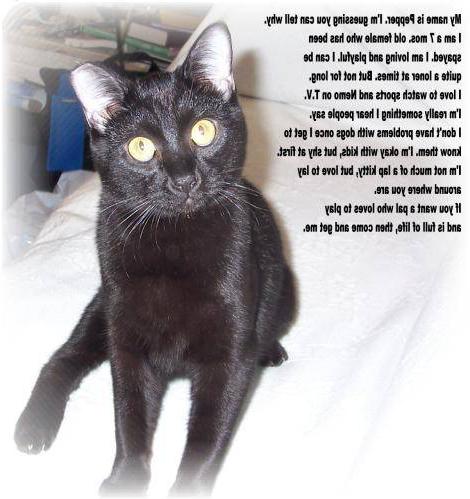 My name is Pepper. I'm guessing you can tell why.
I am a 7 mos. old female who has been
spayed. I am loving and playful. I can be
quite a loner at times. But not for long.
I love to watch sports and Nemo on T.V.
I'm really something I hear people say.
I don't have problems with dogs once I get to
know them. I'm okay with kids, but shy at first.
I'm not much of a lap kitty, but love to lay
around where you are.
If you want a pal who loves to play
and is full of life, then come and get me.